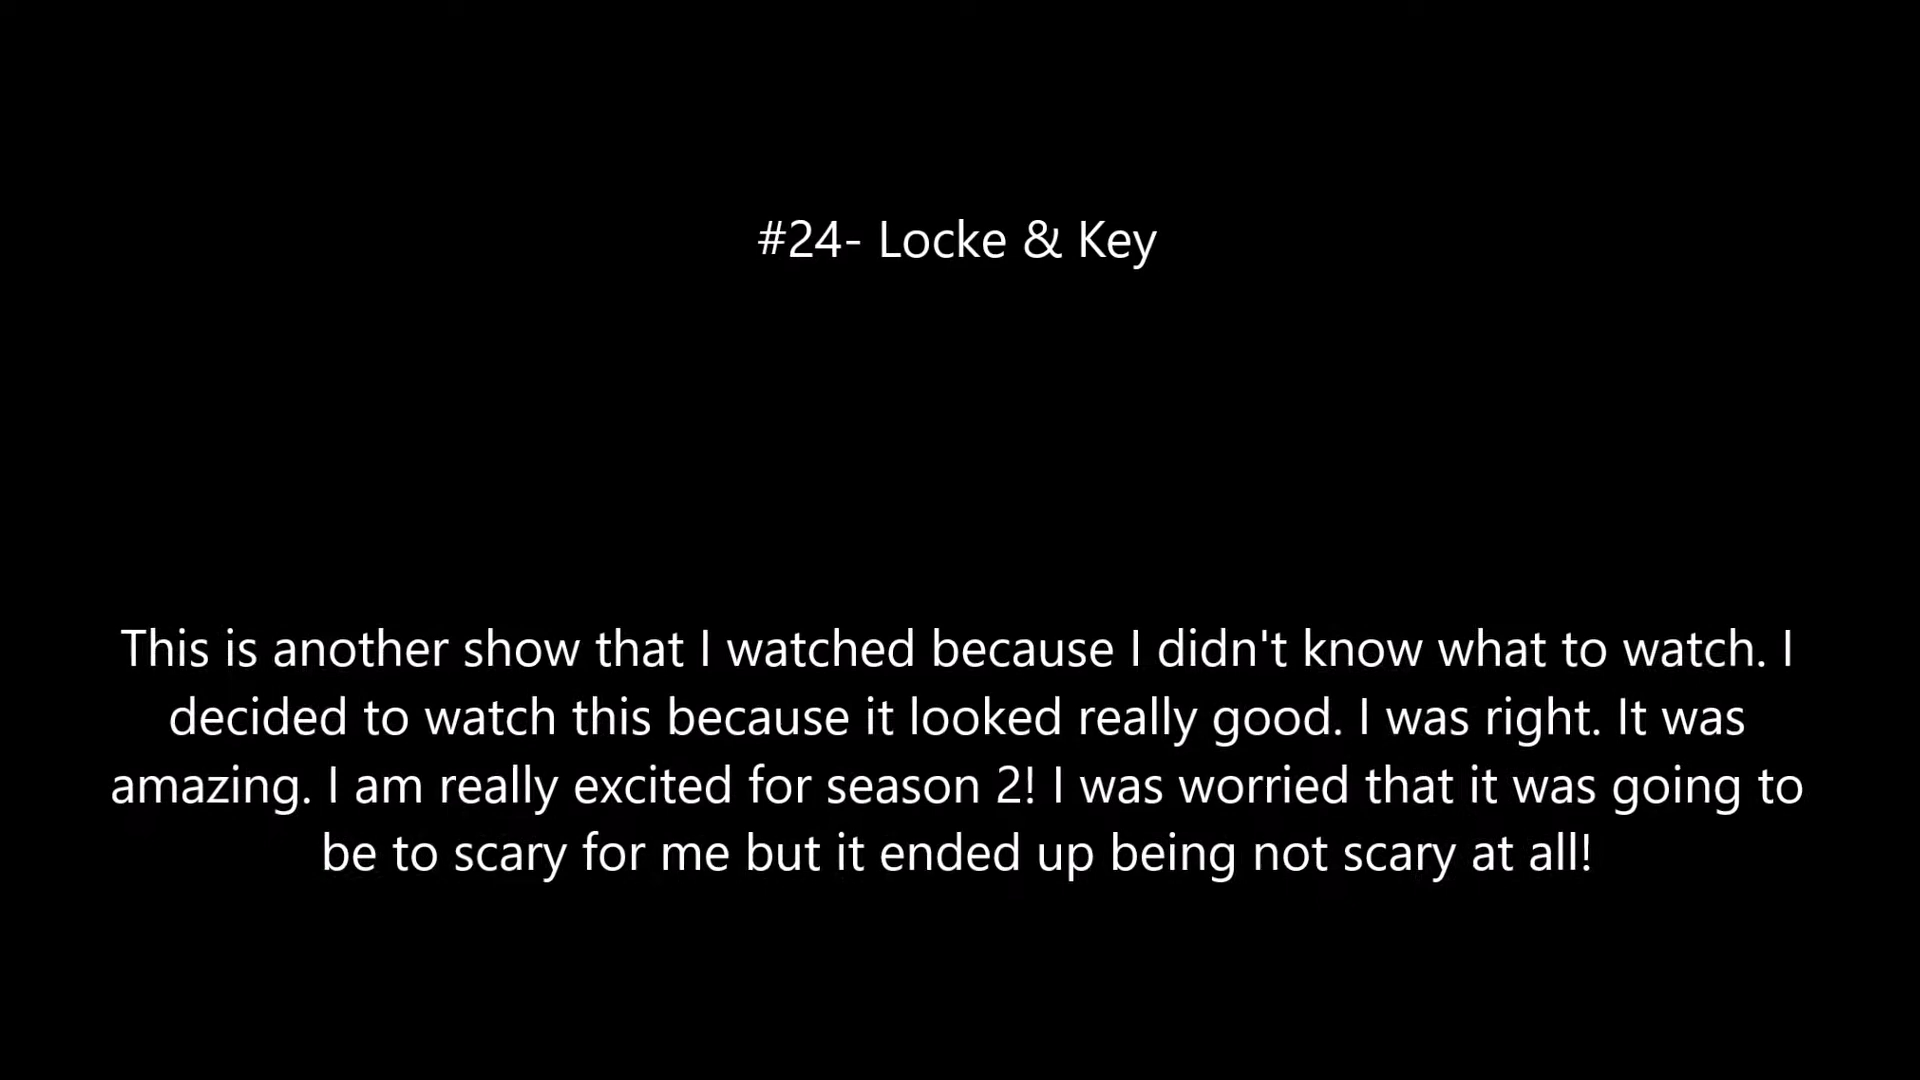 #24- Locke & Key
This is another show that I watched because I didn't know what to watch. I
decided to watch this because it looked really good. I was right. It was
amazing. I am really excited for season 2! I was worried that it was going to
be to scary for me but it ended up being not scary at all!